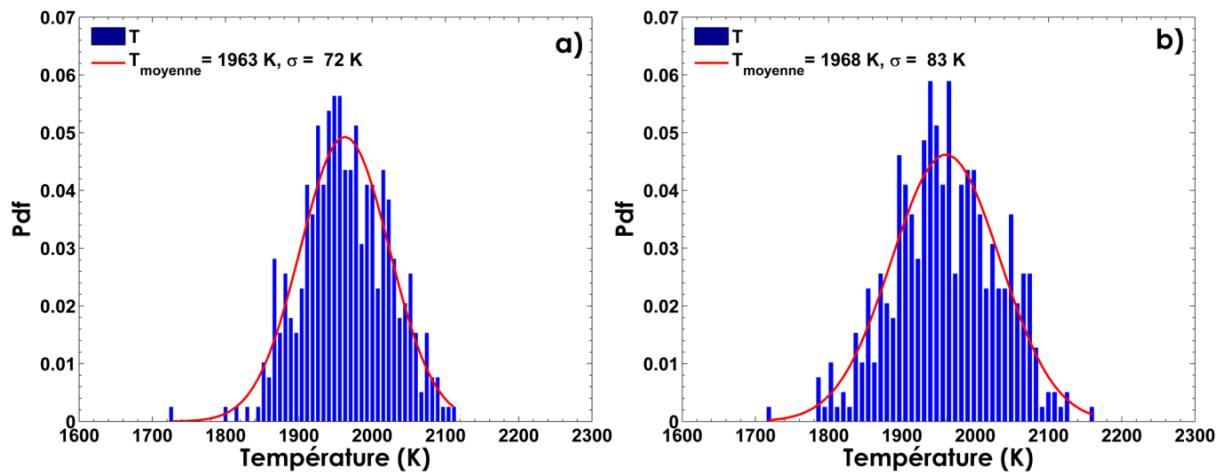 a)
T
T moyenne = 1963 K, σ = 72 K
0.07
0.06
0.05
0.04
0.03
0.02
0.01
0
Pdf
1600 1700 1800 1900 2000 2100 2200 2300
Température (K)
b)
T
T moyenne = 1968 K, σ = 83 K
0.07
0.06
0.05
0.04
0.03
0.02
0.01
0
Pdf
1600 1700 1800 1900 2000 2100 2200 2300
Température (K)